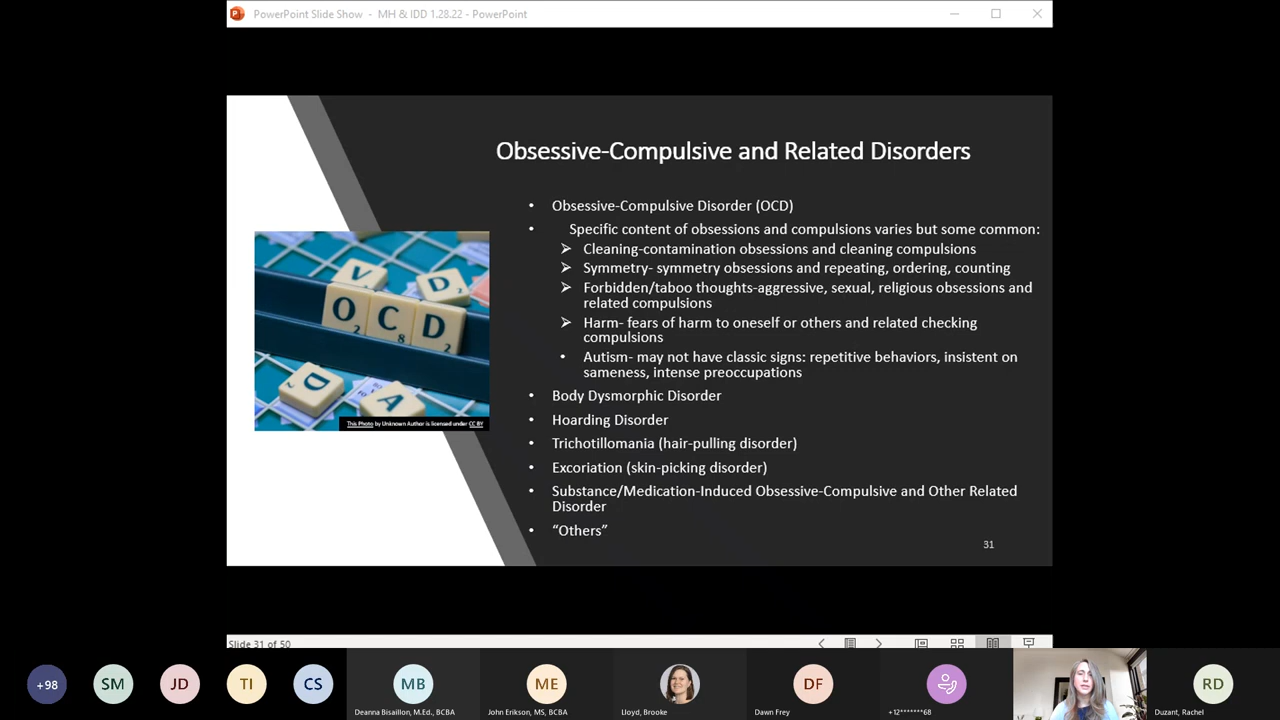 PowerPoint Slide Show - MH & IDD 1.28.22 - PowerPoint
Obsessive-Compulsive and Related Disorders
• Obsessive-Compulsive Disorder (OCD)
• Specific content of obsessions and compulsions varies but some common:
➢ Cleaning-contamination obsessions and cleaning compulsions
➢ Symmetry- symmetry obsessions and repeating, ordering, counting
➢ Forbidden/taboo thoughts-aggressive, sexual, religious obsessions and
related compulsions
➢ Harm- fears of harm to oneself or others and related checking
compulsions
• Autism- may not have classic signs: repetitive behaviors, insistent on
sameness, intense preoccupations
• Body Dysmorphic Disorder
• Hoarding Disorder
• Trichotillomania (hair-pulling disorder)
• Excoriation (skin-picking disorder)
• Substance/Medication-Induced Obsessive-Compulsive and Other Related
Disorder
• “Others”
V D
O2 C8 D2
D A
This Photo by Unknown Author is licensed under CC BY
31
Slide 31 of 50
+98 SM JD TI CS MB ME DF RD
Deanna Bisaillon, M.Ed., BCBA John Erikson, MS, BCBA Lloyd, Brooke Dawn Frey +12*******68 Duzant, Rachel